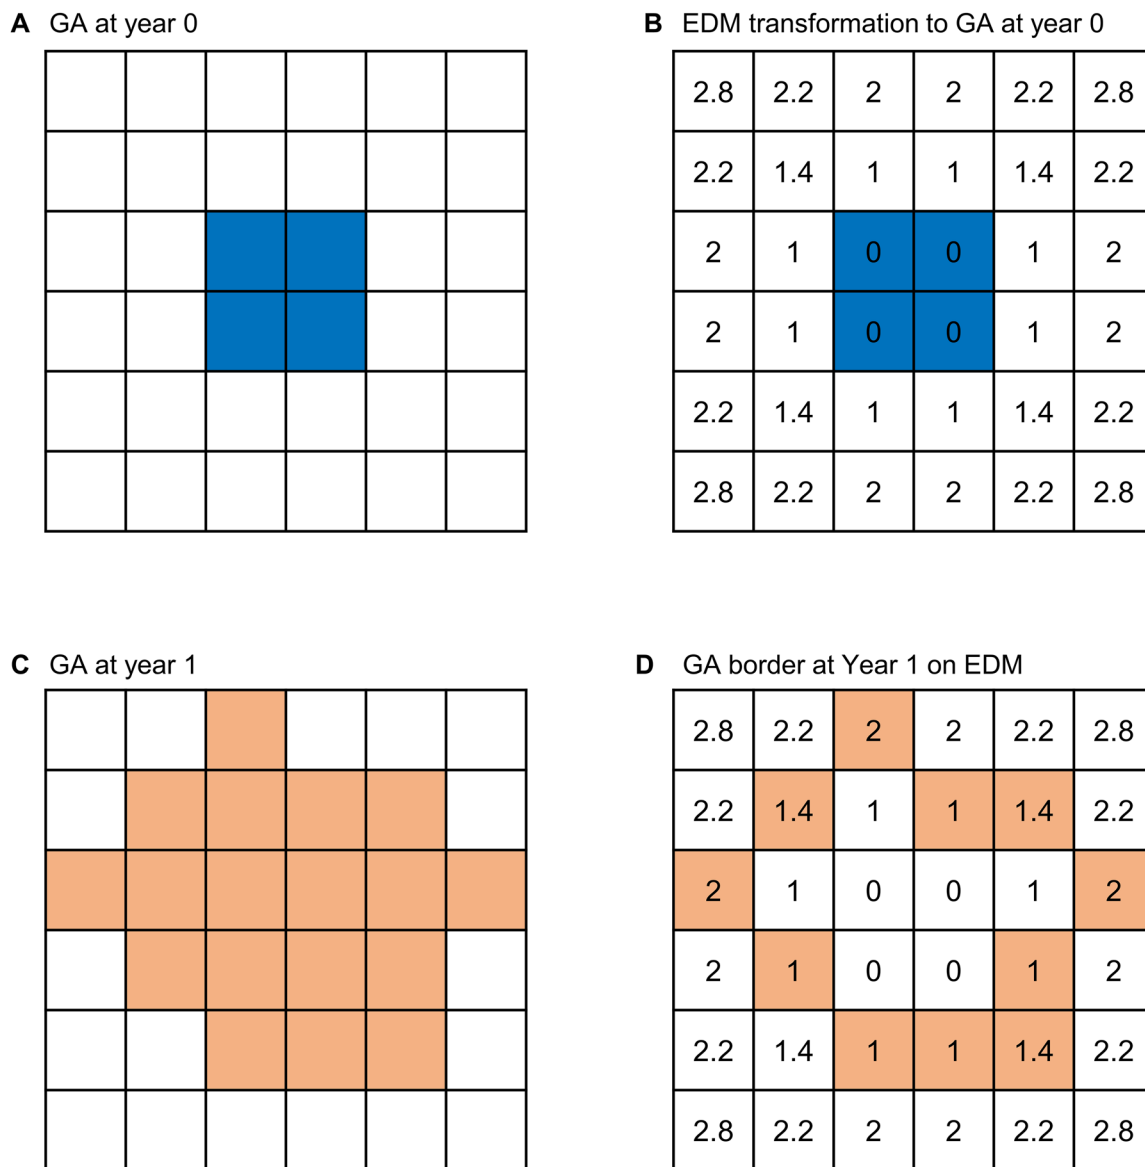 A GA at year 0
B EDM transformation to GA at year 0
2.8 2.2 2 2 2.2 2.8
2.2 1.4 1 1 1.4 2.2
2 1 0 0 1 2
2 1 0 0 1 2
2.2 1.4 1 1 1.4 2.2
2.8 2.2 2 2 2.2 2.8
C GA at year 1
D GA border at Year 1 on EDM
2.8 2.2 2 2 2.2 2.8
2.2 1.4 1 1 1.4 2.2
2 1 0 0 1 2
2 1 0 0 1 2
2.2 1.4 1 1 1.4 2.2
2.8 2.2 2 2 2.2 2.8